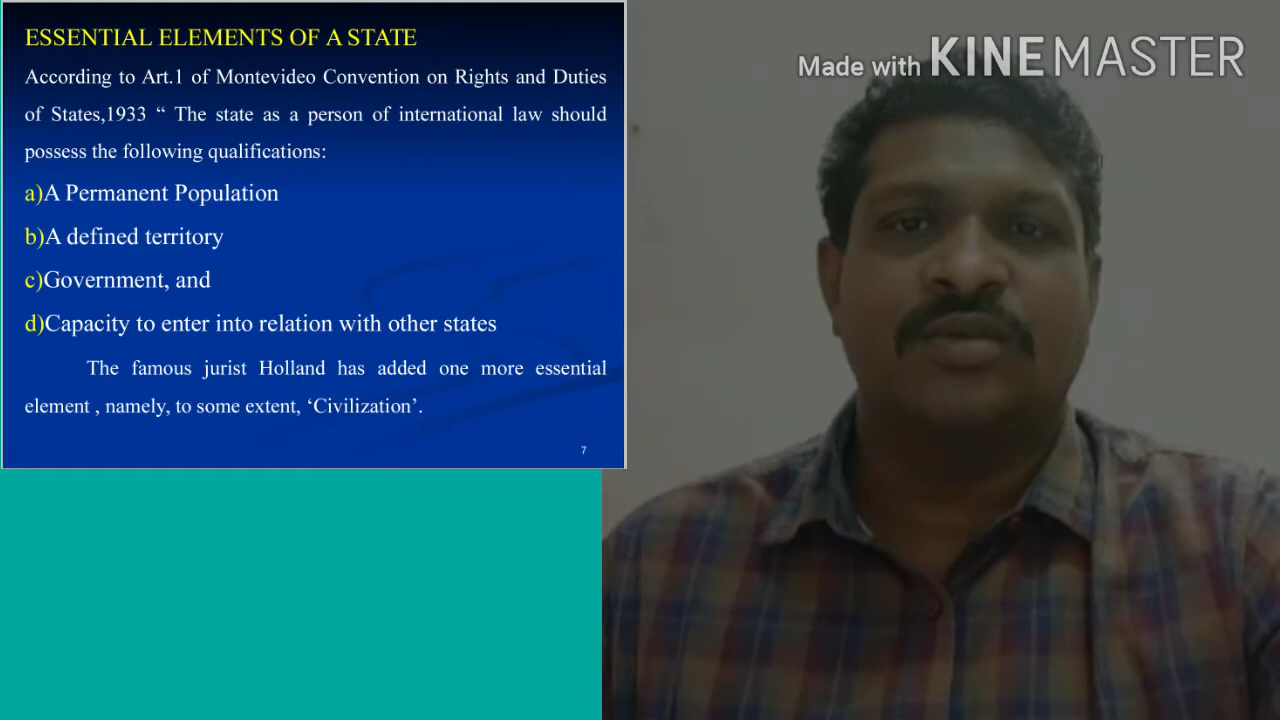 ESSENTIAL ELEMENTS OF A STATE
According to Art.1 of Montevideo Convention on Rights and Duties
of States,1933 “ The state as a person of international law should
possess the following qualifications:
a)A Permanent Population
b)A defined territory
c)Government, and
d)Capacity to enter into relation with other states
The famous jurist Holland has added one more essential
element , namely, to some extent, ‘Civilization’.
7
Made with KINEMASTER